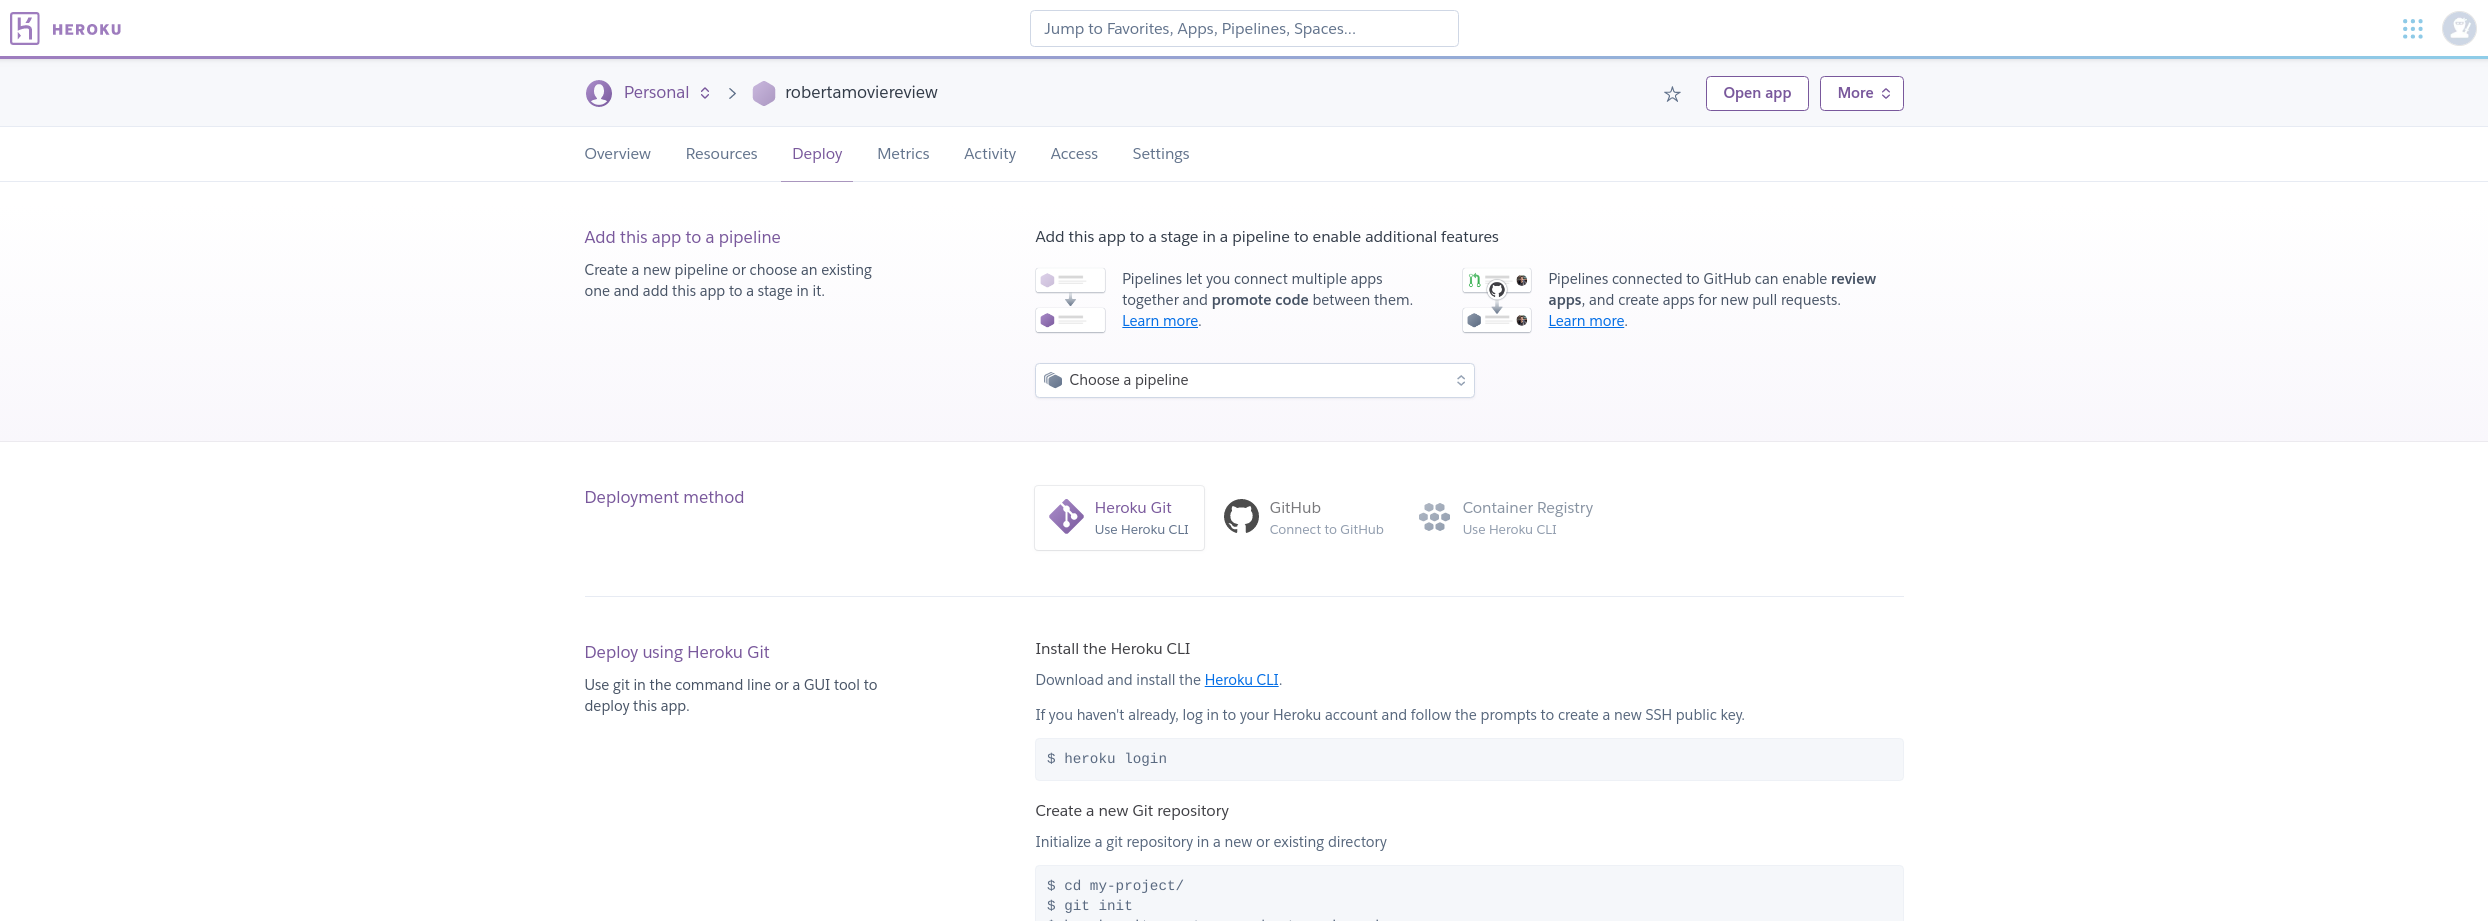 HEROKU
Jump to Favorites, Apps, Pipelines, Spaces...
Personal
robertamoviereview
Open app
More
Overview
Resources
Deploy
Metrics
Activity
Access
Settings
Add this app to a pipeline
Create a new pipeline or choose an existing
one and add this app to a stage in it.
Add this app to a stage in a pipeline to enable additional features
Pipelines let you connect multiple apps
together and promote code between them.
Learn more.
Pipelines connected to GitHub can enable review
apps, and create apps for new pull requests.
Learn more.
Choose a pipeline
Deployment method
Heroku Git
Use Heroku CLI
GitHub
Connect to GitHub
Container Registry
Use Heroku CLI
Deploy using Heroku Git
Use git in the command line or a GUI tool to
deploy this app.
Install the Heroku CLI
Download and install the Heroku CLI.
If you haven't already, log in to your Heroku account and follow the prompts to create a new SSH public key.
$ heroku login
Create a new Git repository
Initialize a git repository in a new or existing directory
$ cd my-project/
$ git init